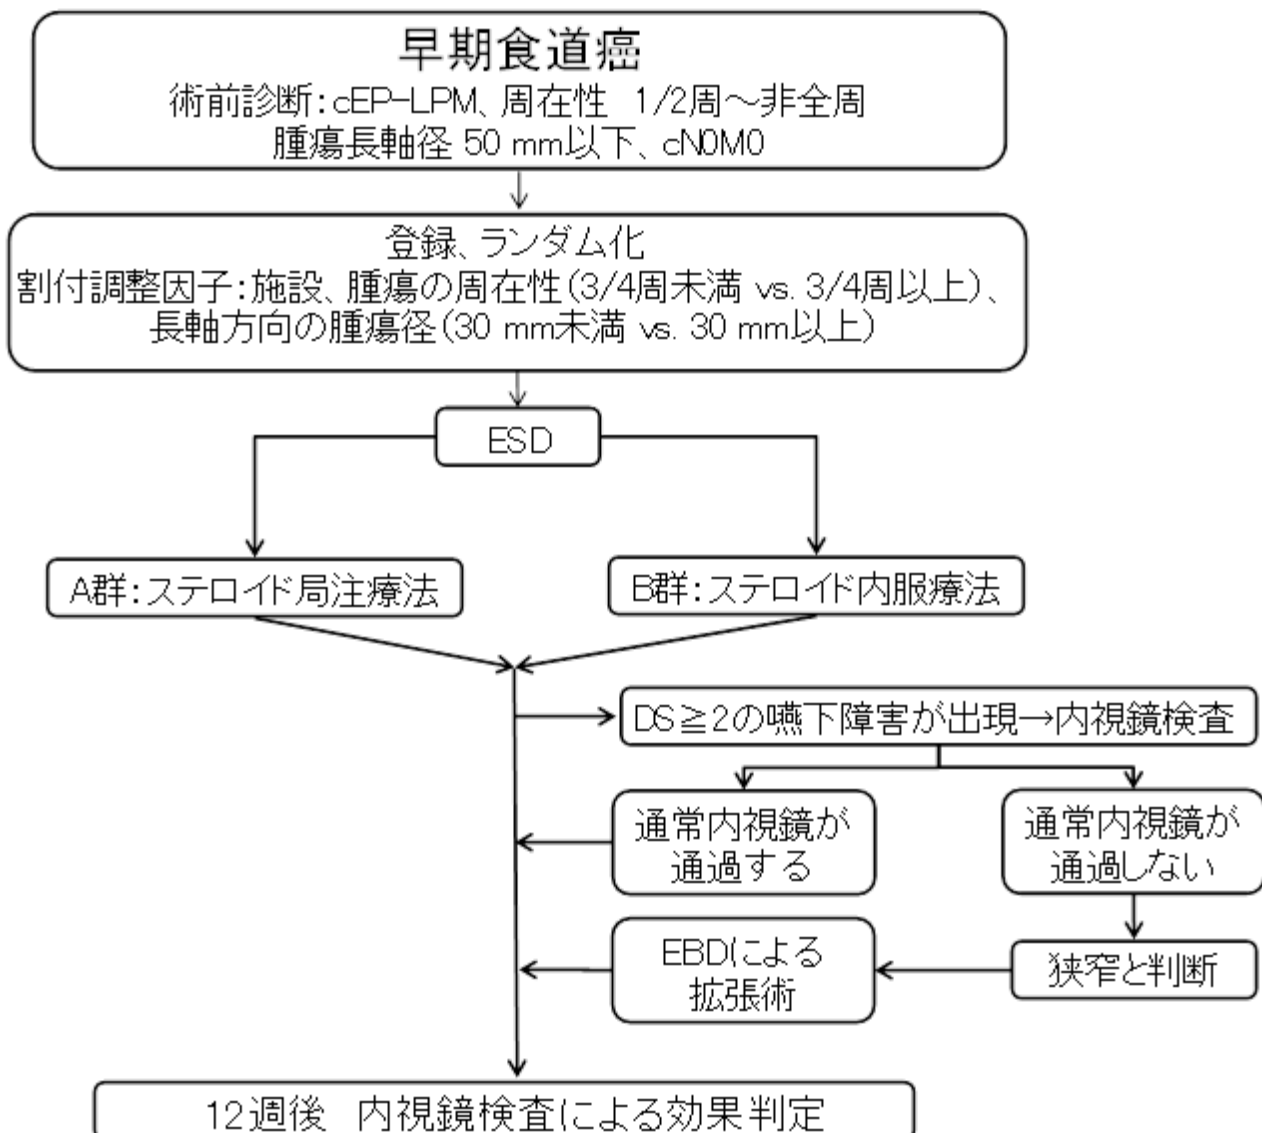 早期食道癌
術前診断：cEP-LPM、周在性 1/2周～非全周
腫瘍長軸径 50 mm以下、cN0M0
登録、ランダム化
割付調整因子：施設、腫瘍の周在性（3/4周未満 vs. 3/4周以上）、
長軸方向の腫瘍径（30 mm未満 vs. 30 mm以上）
ESD
A群：ステロイド局注療法
B群：ステロイド内服療法
DS≧2の嚥下障害が出現→内視鏡検査
通常内視鏡が
通過する
通常内視鏡が
通過しない
EBDによる
拡張術
狭窄と判断
12週後 内視鏡検査による効果判定